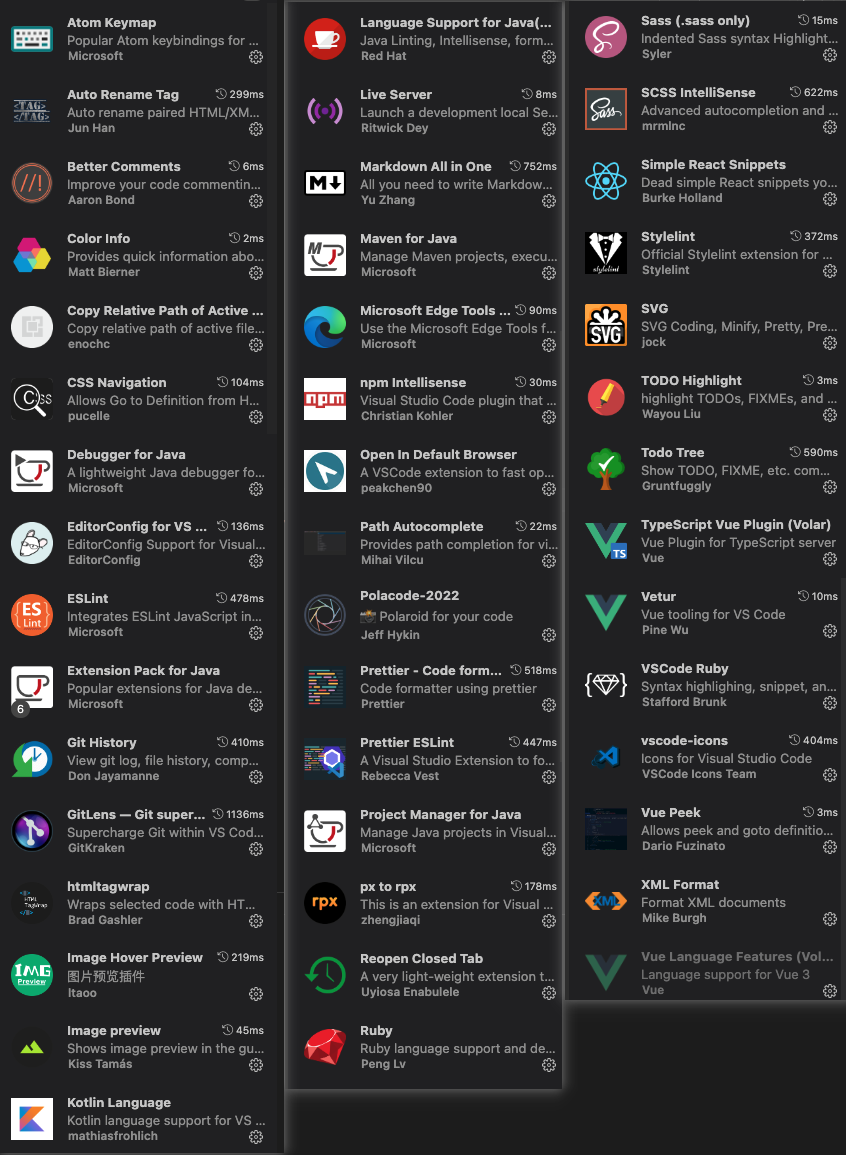 Atom Keymap
Popular Atom keybindings for ...
Microsoft
Auto Rename Tag 299ms
Auto rename paired HTML/XM...
Jun Han
Better Comments 6ms
Improve your code commentin...
Aaron Bond
Color Info 2ms
Provides quick information abo...
Matt Bierner
Copy Relative Path of Active ...
Copy relative path of active file...
enochc
CSS Navigation 104ms
Allows Go to Definition from H...
pucelle
Debugger for Java
A lightweight Java debugger fo...
Microsoft
EditorConfig for VS ... 136ms
EditorConfig Support for Visual...
EditorConfig
ESLint 478ms
Integrates ESLint JavaScript in...
Microsoft
Extension Pack for Java
Popular extensions for Java de...
Microsoft
6
Git History 410ms
View git log, file history, comp...
Don Jayamanne
GitLens — Git super... 1136ms
Supercharge Git within VS Cod...
GitKraken
htmltagwrap
Wraps selected code with HT...
Brad Gashler
Image Hover Preview 219ms
图片预览插件
ltaoo
Image preview 45ms
Shows image preview in the gu...
Kiss Tamás
Kotlin Language
Kotlin language support for VS ...
mathiasfrohlich
Language Support for Java(...
Java Linting, Intellisense, form...
Red Hat
Live Server 8ms
Launch a development local Se...
Ritwick Dey
Markdown All in One 752ms
All you need to write Markdow...
Yu Zhang
Maven for Java
Manage Maven projects, execu...
Microsoft
Microsoft Edge Tools ... 90ms
Use the Microsoft Edge Tools f...
Microsoft
npm Intellisense 30ms
Visual Studio Code plugin that ...
Christian Kohler
Open In Default Browser
A VSCode extension to fast op...
peakchen90
Path Autocomplete 22ms
Provides path completion for vi...
Mihai Vilcu
Polacode-2022
📸 Polaroid for your code
Jeff Hykin
Prettier - Code form... 518ms
Code formatter using prettier
Prettier
Prettier ESLint 447ms
A Visual Studio Extension to fo...
Rebecca Vest
Project Manager for Java
Manage Java projects in Visual...
Microsoft
px to rpx 178ms
This is an extension for Visual ...
zhengjiaqi
Reopen Closed Tab
A very light-weight extension t...
Uyiosa Enabulele
Ruby
Ruby language support and de...
Peng Lv
Sass (.sass only) 15ms
Indented Sass syntax Highlight...
Syler
SCSS IntelliSense 622ms
Advanced autocompletion and ...
mrmlnc
Simple React Snippets
Dead simple React snippets yo...
Burke Holland
Stylelint 372ms
Official Stylelint extension for ...
Stylelint
SVG
SVG Coding, Minify, Pretty, Pre...
jock
TODO Highlight 3ms
highlight TODOs, FIXMEs, and ...
Wayou Liu
Todo Tree 590ms
Show TODO, FIXME, etc. com...
Gruntfuggly
TypeScript Vue Plugin (Volar)
Vue Plugin for TypeScript server
Vue
Vetur 10ms
Vue tooling for VS Code
Pine Wu
VSCode Ruby
Syntax highlighing, snippet, an...
Stafford Brunk
vscode-icons 404ms
Icons for Visual Studio Code
VSCode Icons Team
Vue Peek 3ms
Allows peek and goto definitio...
Dario Fuzinato
XML Format
Format XML documents
Mike Burgh
Vue Language Features (Vol...
Language support for Vue 3
Vue